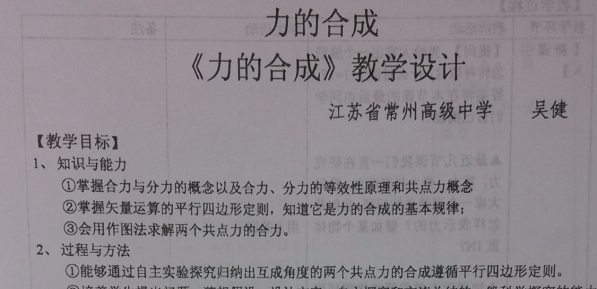 力的合成
《力的合成》教学设计
江苏省常州高级中学 吴健
【教学目标】
1、 知识与能力
①掌握合力与分力的概念以及合力、分力的等效性原理和共点力概念
②掌握矢量运算的平行四边形定则，知道它是力的合成的基本规律；
③会用作图法求解两个共点力的合力。
2、 过程与方法
①能够通过自主实验探究归纳出互成角度的两个共点力的合成遵循平行四边形定则。